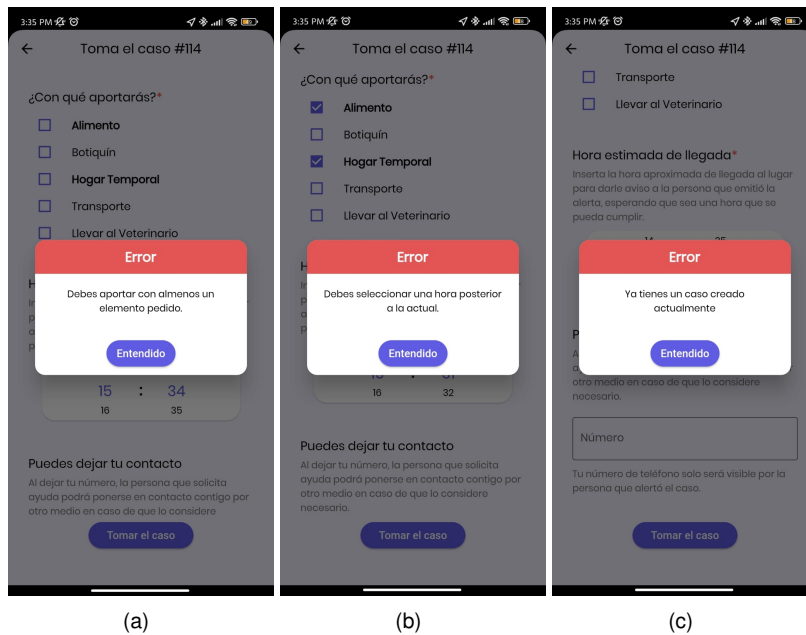 3:35 PM
Toma el caso #114
¿Con qué aportarás?*
Alimento
Botiquín
Hogar Temporal
Transporte
Llevar al Veterinario
Error
Debes aportar con almenos un
elemento pedido.
Entendido
15 : 34
16 35
Puedes dejar tu contacto
Al dejar tu número, la persona que solicita
ayuda podrá ponerse en contacto contigo por
otro medio en caso de que lo considere
Tomar el caso
(a)
3:35 PM
Toma el caso #114
¿Con qué aportarás?*
Alimento
Botiquín
Hogar Temporal
Transporte
Llevar al Veterinario
Error
Debes seleccionar una hora posterior
a la actual.
Entendido
16 32
Puedes dejar tu contacto
Al dejar tu número, la persona que solicita
ayuda podrá ponerse en contacto contigo por
otro medio en caso de que lo considere
necesario.
Tomar el caso
(b)
3:35 PM
Toma el caso #114
Transporte
Llevar al Veterinario
Hora estimada de llegada*
Inserta la hora aproximada de llegada al lugar
para darle aviso a la persona que emitió la
alerta, esperando que sea una hora que se
pueda cumplir.
Error
Ya tienes un caso creado
actualmente
Entendido
otro medio en caso de que lo considere
necesario.
Número
Tu número de teléfono solo será visible por la
persona que alertó el caso.
Tomar el caso
(c)